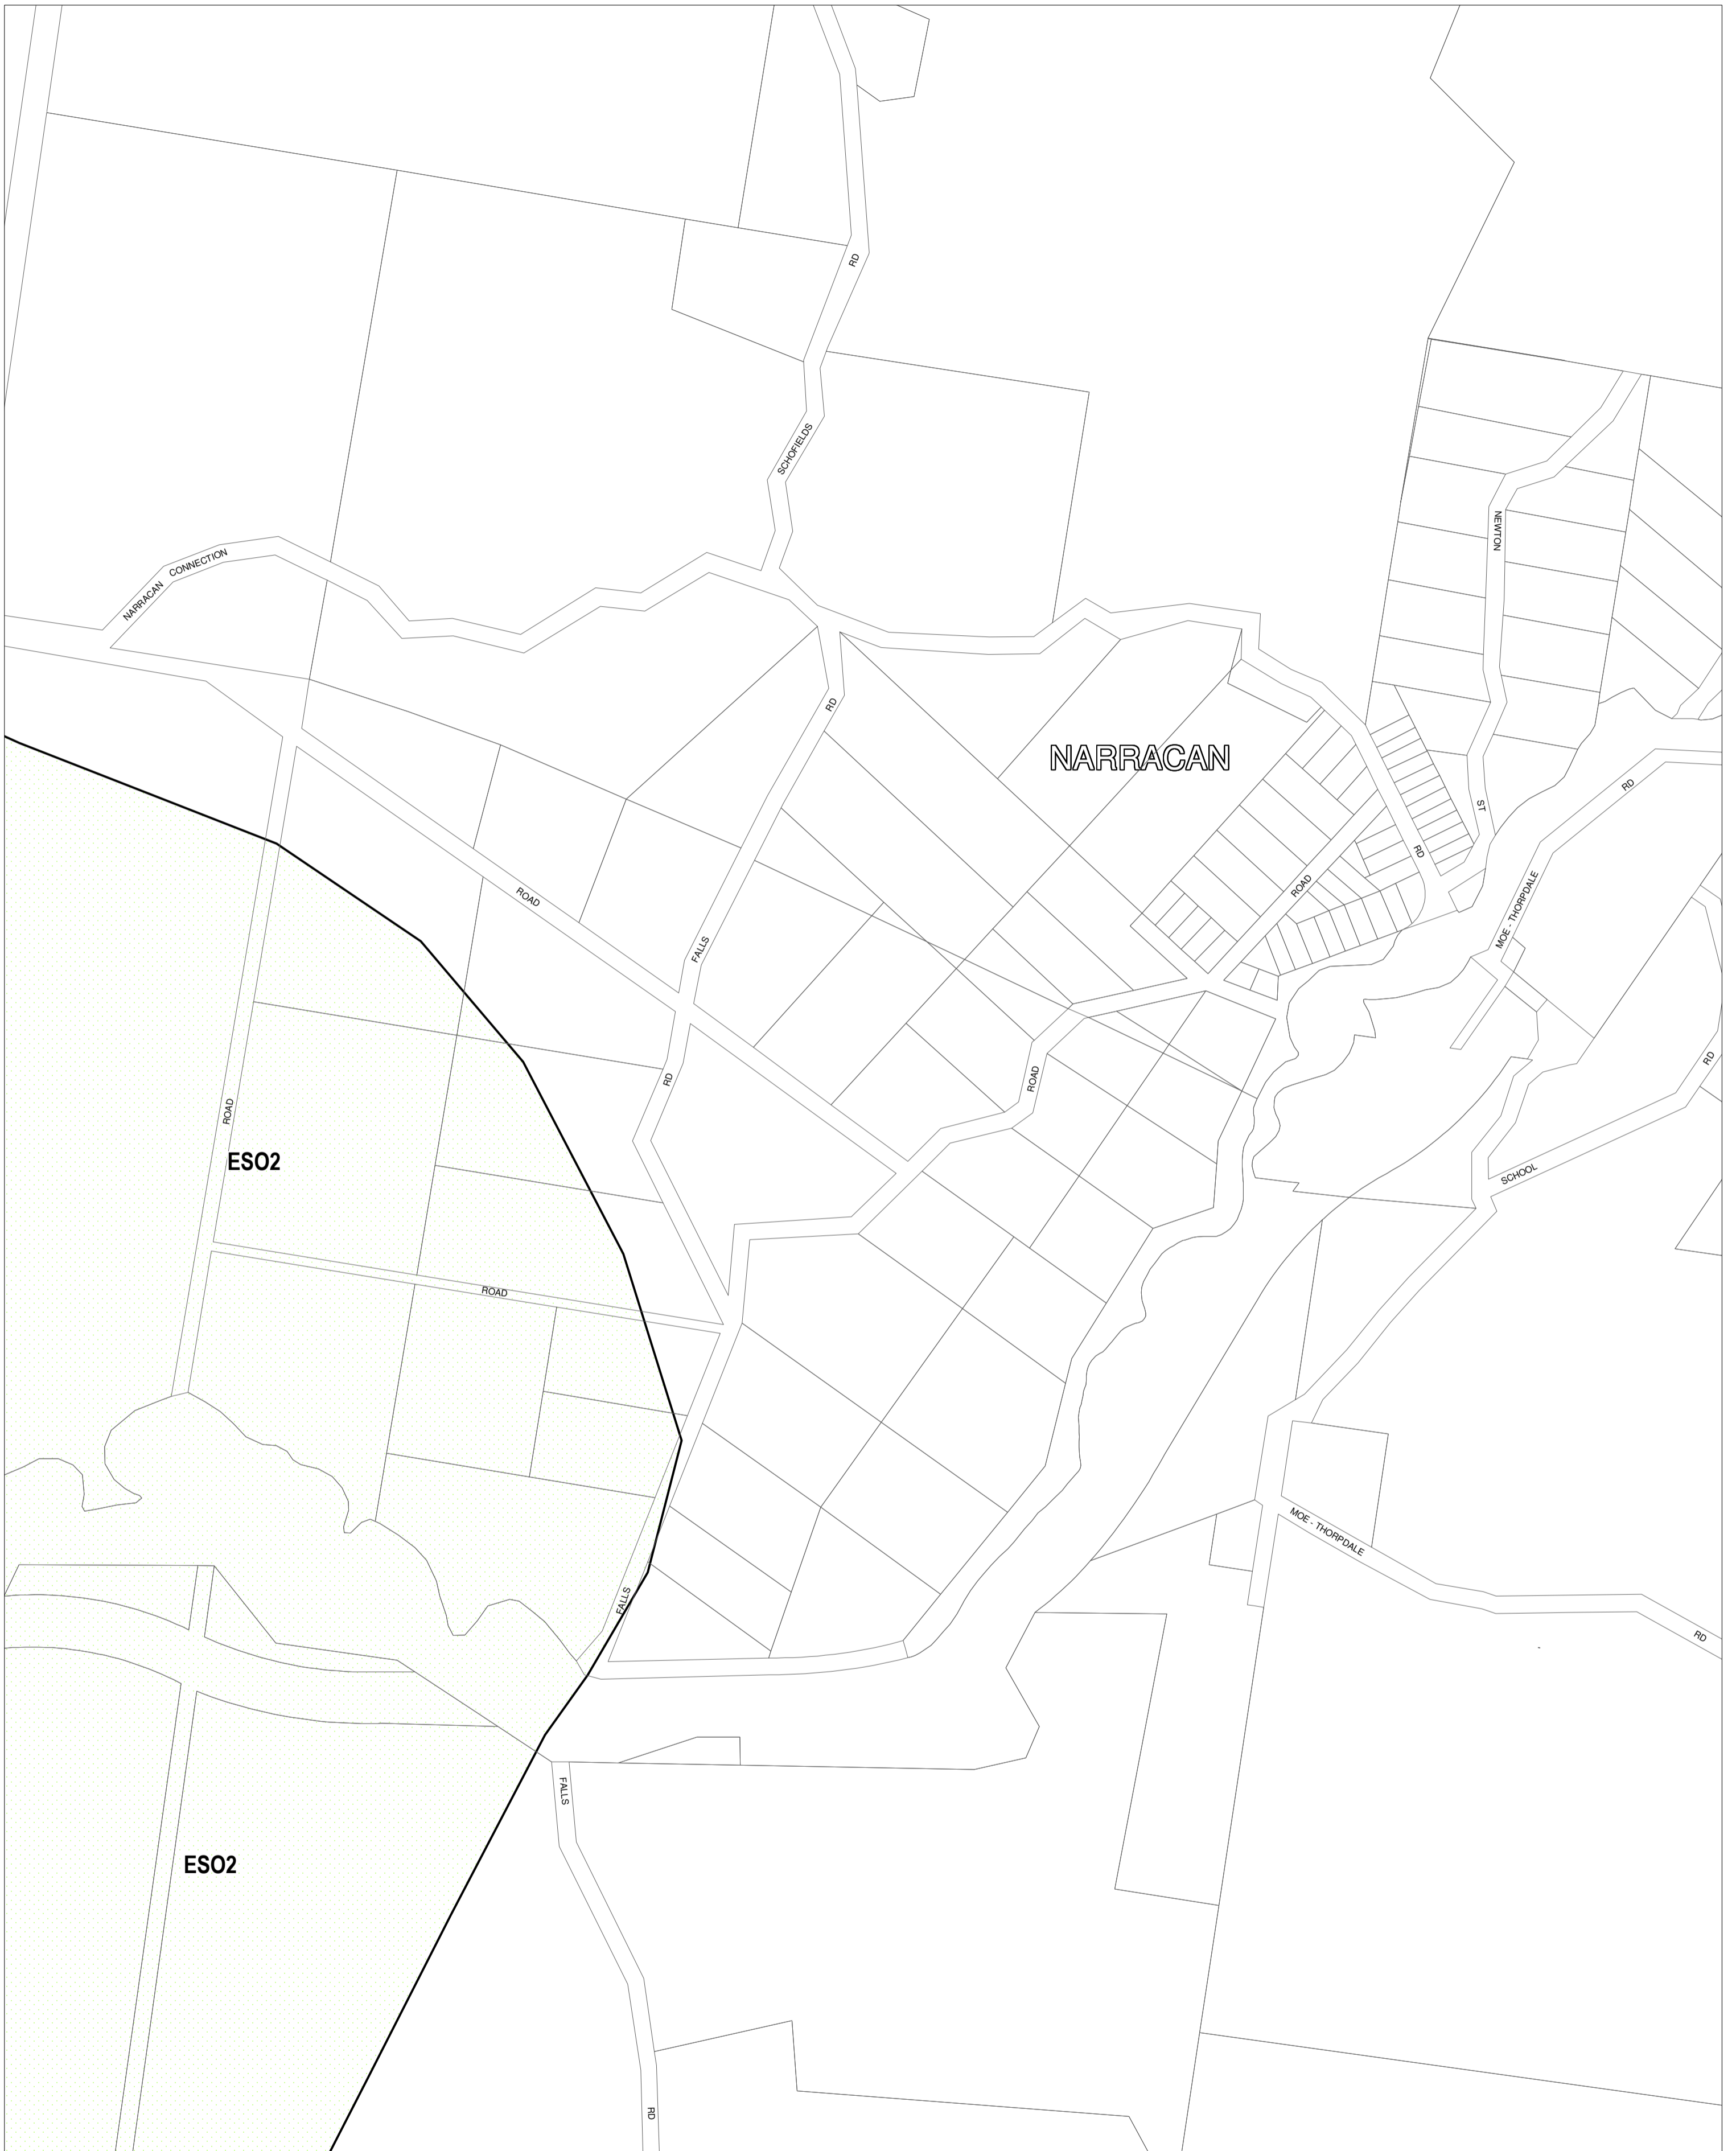 RD
SCHOFIELDS
NEWTON
NARRACAN CONNECTION
RD
NARRACAN
RD
ST
RD
ROAD
ROAD
MOE - THORPDALE
FALLS
RD
ROAD
RD
ROAD
ESO2
SCHOOL
ROAD
MOE - THORPDALE
FALLS
RD
FALLS
ESO2
RD